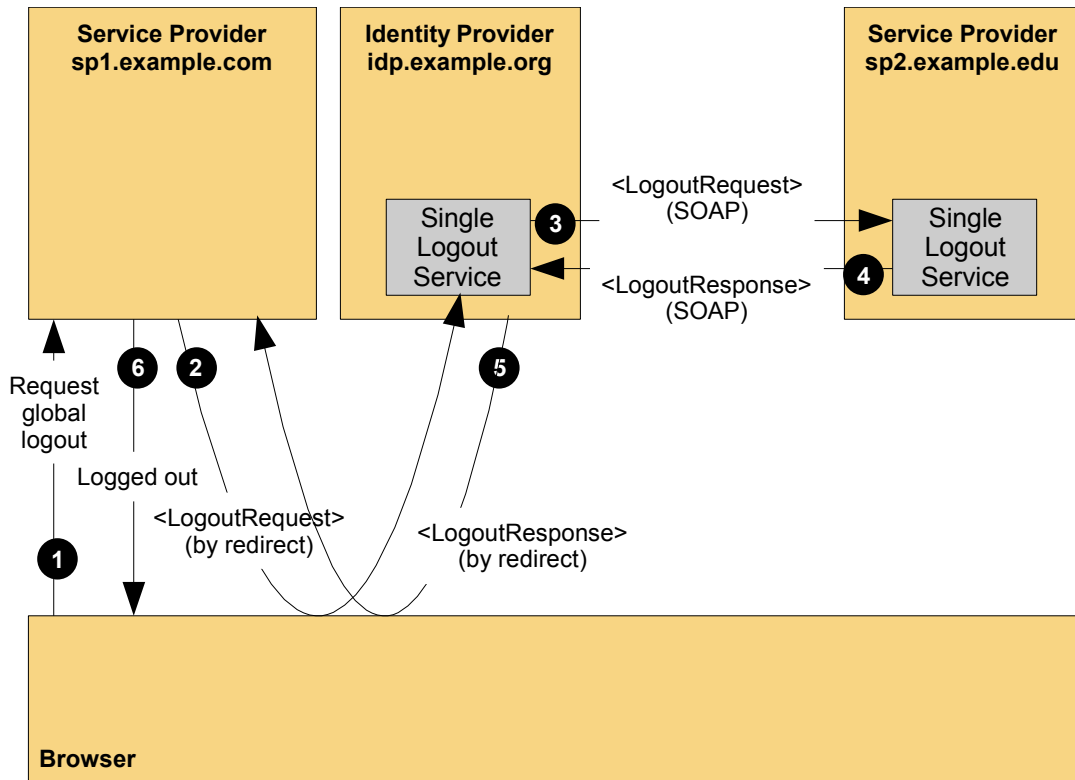 Service Provider
sp1.example.com
Identity Provider
idp.example.org
Service Provider
sp2.example.edu
<LogoutRequest>
(SOAP)
3
Single
Logout
Service
Single
Logout
Service
4
<LogoutResponse>
(SOAP)
6
2
5
Request
global
logout
Logged out
<LogoutRequest>
(by redirect)
<LogoutResponse>
(by redirect)
1
Browser